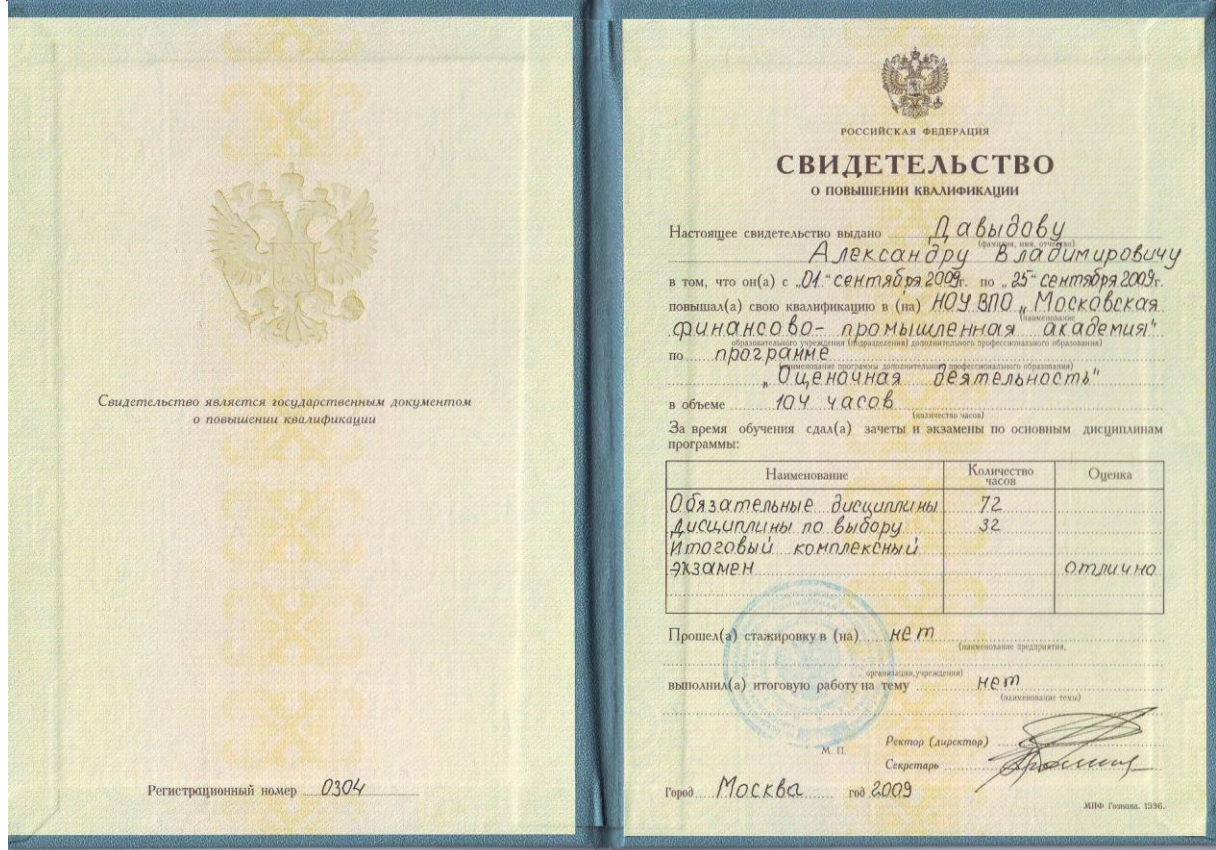 Свидетельство является государственным документом
о повышении квалификации
Регистрационный номер 0304
РОССИЙСКАЯ ФЕДЕРАЦИЯ
СВИДЕТЕЛЬСТВО
О ПОВЫШЕНИИ КВАЛИФИКАЦИИ
Настоящее свидетельство выдано Давыдову
(фамилия, имя, отчество)
Александру Владимировичу
в том, что он(а) с „01“ сентября 2009г. по „25“ сентября 2009г.
повышал(а) свою квалификацию в (на) НОУ ВПО „Московская
(наименование
финансово-промышленная академия“
образовательного учреждения (подразделения) дополнительного профессионального образования)
по программе
(наименование программы дополнительного профессионального образования)
„Оценочная деятельность“
в объеме 104 часов
(количество часов)
За время обучения сдал(а) зачеты и экзамены по основным дисциплинам
программы:
Наименование Количество часов Оценка
Обязательные дисциплины 72
Дисциплины по выбору 32
Итоговый комплексный
экзамен отлично
Прошел(а) стажировку в (на) нет
(наименование предприятия,
организации, учреждения)
выполнил(а) итоговую работу на тему нет
(наименование темы)
М. П. Ректор (директор)
Секретарь
Город Москва год 2009
МПФ Гознака. 1996.